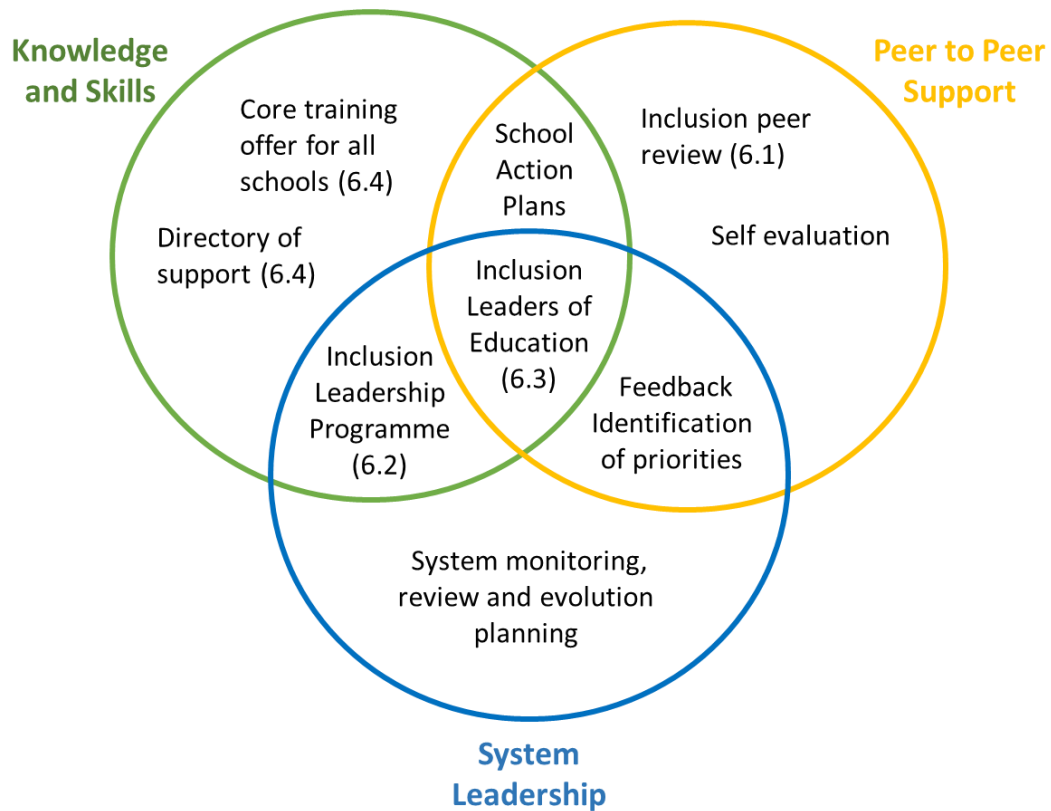 Knowledge
and Skills
Peer to Peer
Support
Core training
offer for all
schools (6.4)
Directory of
support (6.4)
School
Action
Plans
Inclusion peer
review (6.1)
Self evaluation
Inclusion
Leaders of
Education
(6.3)
Inclusion
Leadership
Programme
(6.2)
Feedback
Identification
of priorities
System monitoring,
review and evolution
planning
System
Leadership